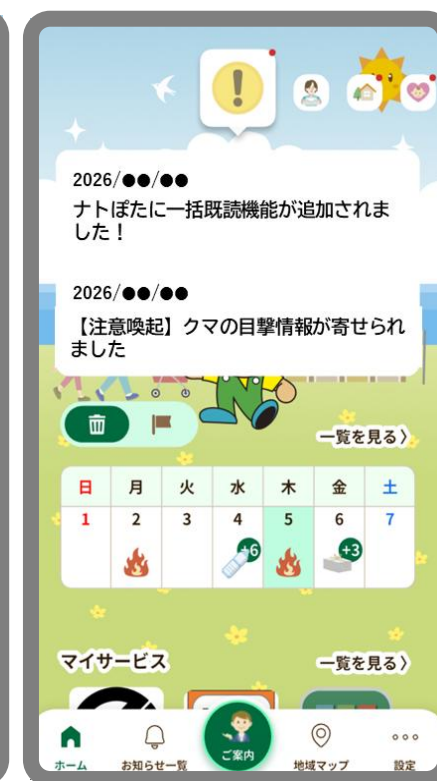 2026/●●/●●
ナトぽたに一括既読機能が追加されま
した！
2026/●●/●●
【注意喚起】クマの目撃情報が寄せられ
ました
一覧を見る〉
日 月 火 水 木 金 土
1 2 3 4 5 6 7
+6 +3
マイサービス 一覧を見る〉
ホーム お知らせ一覧 ご案内 地域マップ 設定